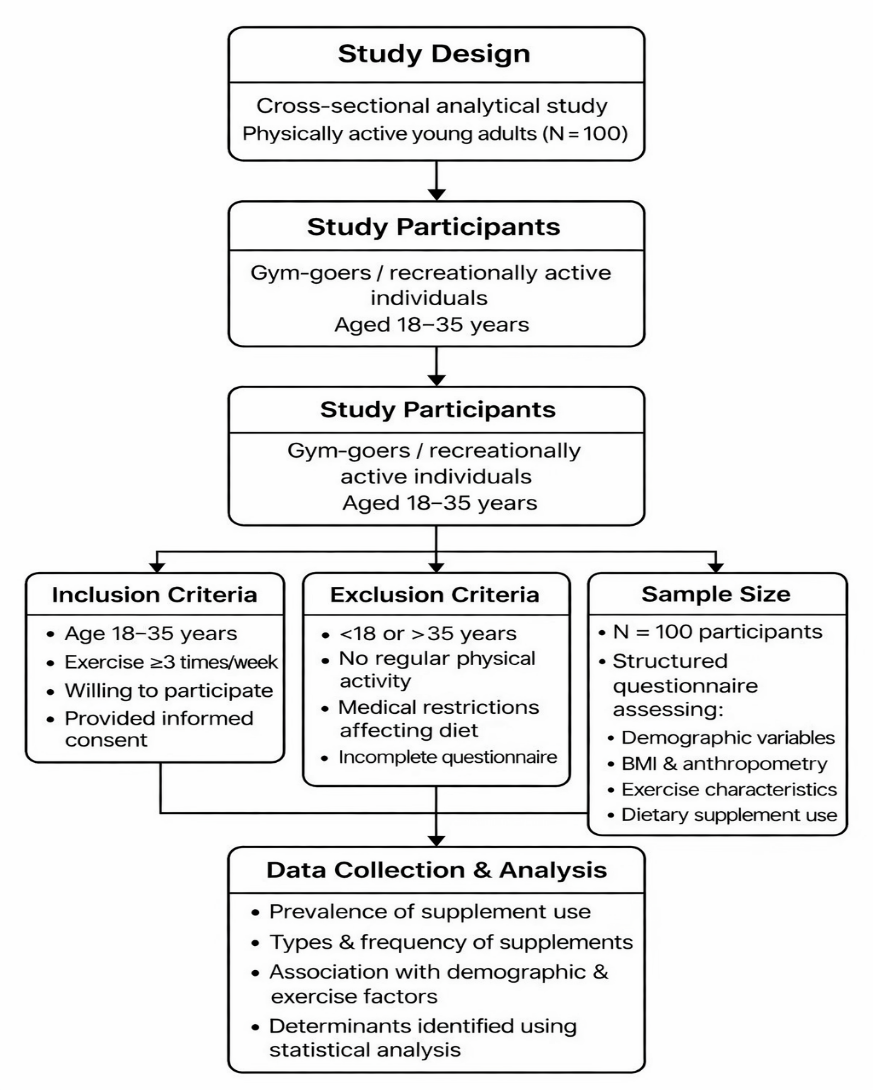 Study Design
Cross-sectional analytical study
Physically active young adults (N = 100)
Study Participants
Gym-goers / recreationally active
individuals
Aged 18–35 years
Study Participants
Gym-goers / recreationally
active individuals
Aged 18–35 years
Inclusion Criteria
• Age 18–35 years
• Exercise ≥3 times/week
• Willing to participate
• Provided informed
consent
Exclusion Criteria
• <18 or >35 years
• No regular physical
activity
• Medical restrictions
affecting diet
• Incomplete questionnaire
Sample Size
• N = 100 participants
• Structured
questionnaire
assessing:
• Demographic variables
• BMI & anthropometry
• Exercise characteristics
• Dietary supplement use
Data Collection & Analysis
• Prevalence of supplement use
• Types & frequency of supplements
• Association with demographic &
exercise factors
• Determinants identified using
statistical analysis